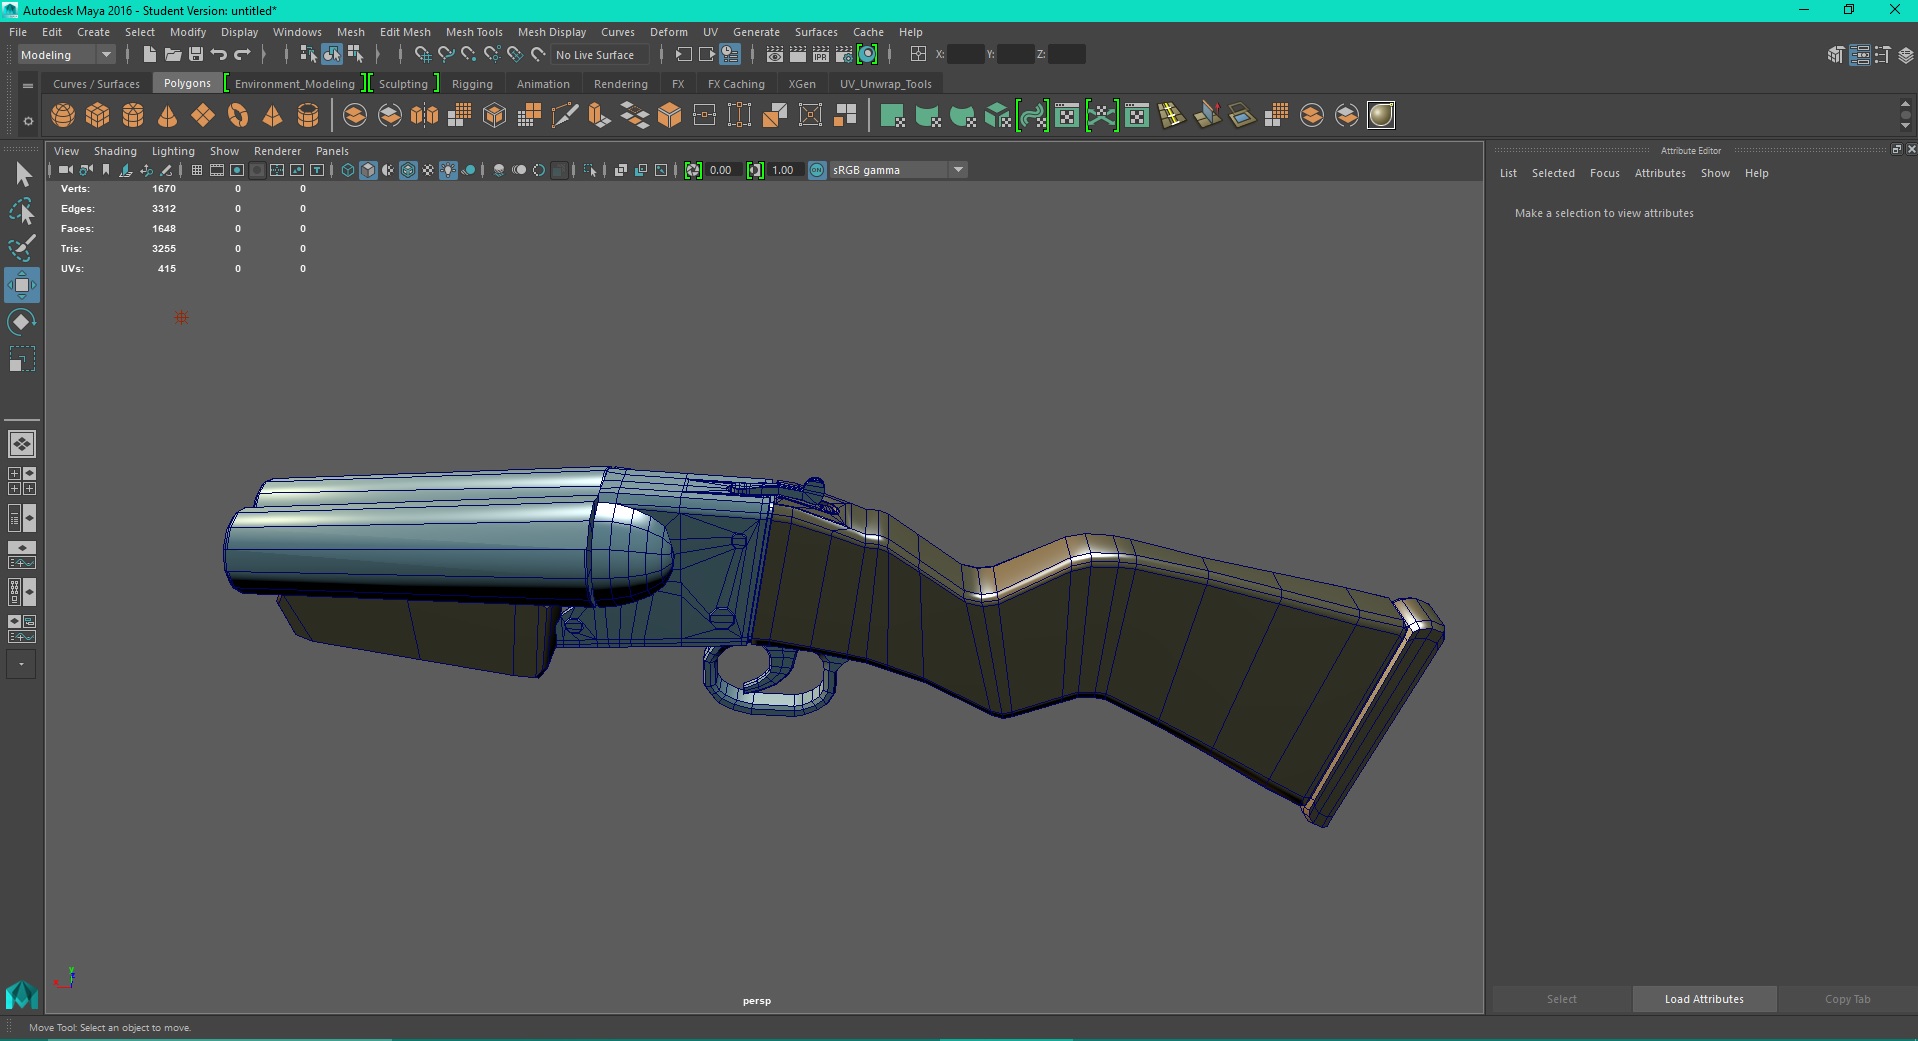 Autodesk Maya 2016 - Student Version: untitled*
File Edit Create Select Modify Display Windows Mesh Edit Mesh Mesh Tools Mesh Display Curves Deform UV Generate Surfaces Cache Help
Modeling No Live Surface IPR X: Y: Z:
Curves / Surfaces Polygons Environment_Modeling Sculpting Rigging Animation Rendering FX FX Caching XGen UV_Unwrap_Tools
View Shading Lighting Show Renderer Panels
Attribute Editor
0.00 1.00 ON sRGB gamma
List Selected Focus Attributes Show Help
Verts: 1670 0 0
Edges: 3312 0 0
Faces: 1648 0 0
Tris: 3255 0 0
UVs: 415 0 0
Make a selection to view attributes
persp
Select Load Attributes Copy Tab
Move Tool: Select an object to move.